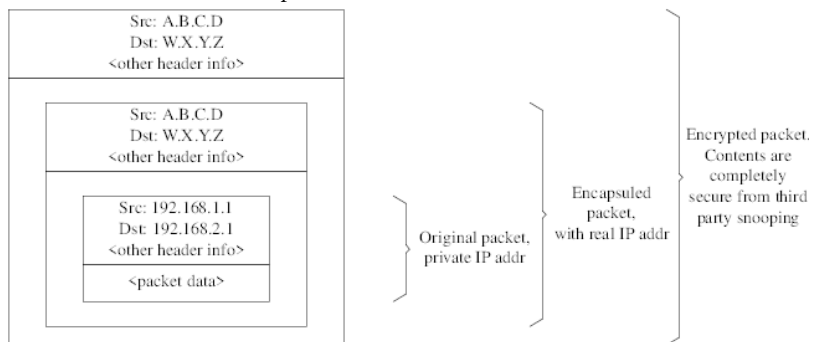 Src: A.B.C.D
Dst: W.X.Y.Z
<other header info>
Src: A.B.C.D
Dst: W.X.Y.Z
<other header info>
Src: 192.168.1.1
Dst: 192.168.2.1
<other header info>
<packet data>
Original packet,
private IP addr
Encapsuled
packet,
with real IP addr
Encrypted packet.
Contents are
completely
secure from third
party snooping